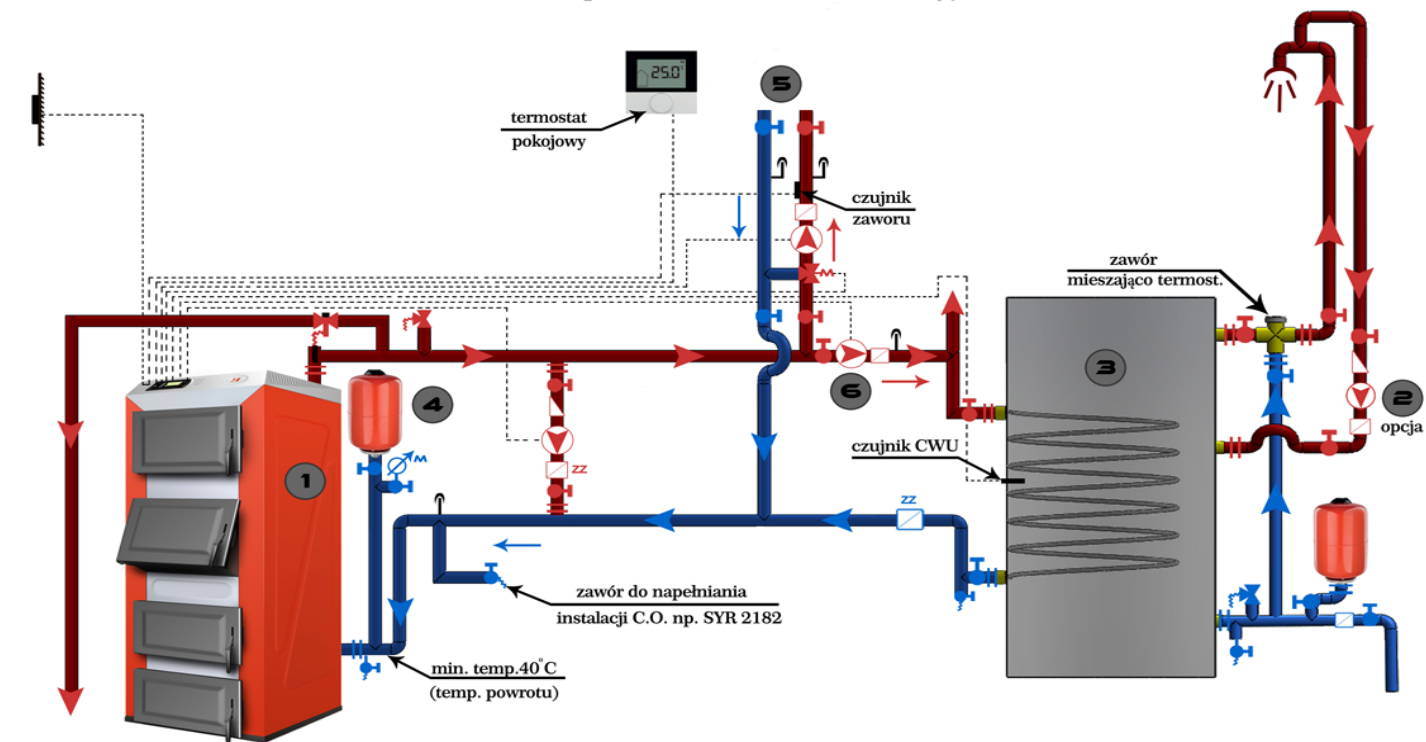 5
25.0
termostat
pokojowy
czujnik
zaworu
zawór
mieszająco termost.
3
4
6
2
opcja
1
M
zz
czujnik CWU
zz
zawór do napełniania
instalacji C.O. np. SYR 2182
min. temp.40°C
(temp. powrotu)